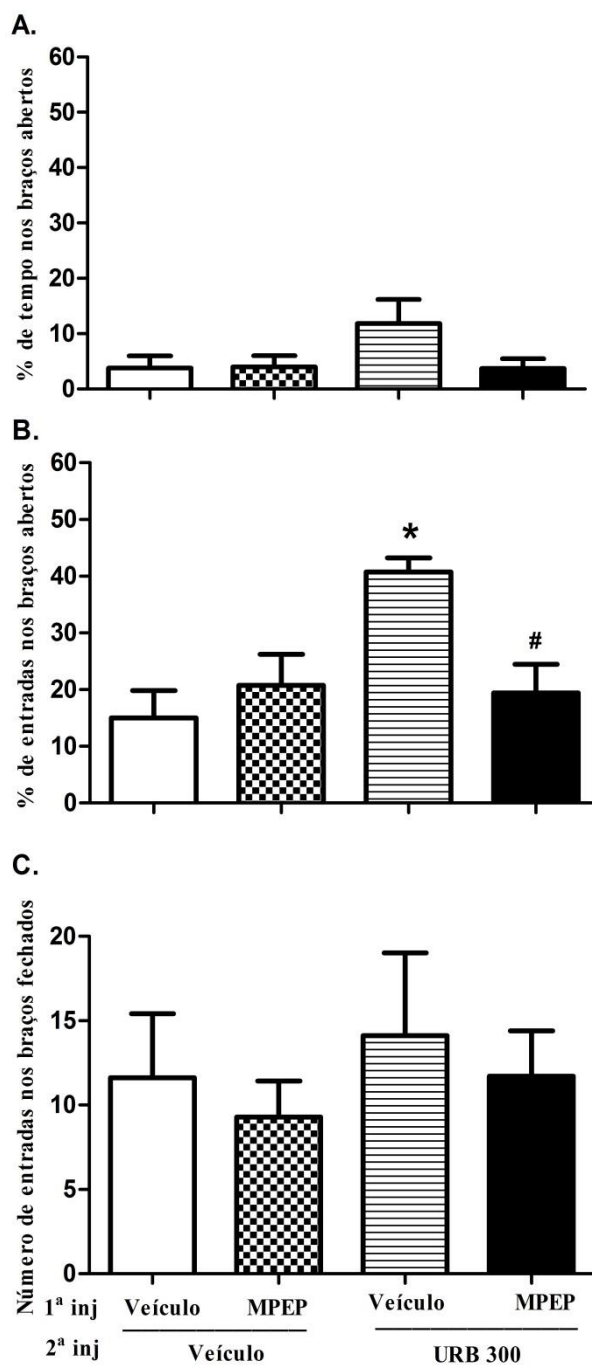 A.
% de tempo nos braços abertos
60
50
40
30
20
10
0
B.
% de entradas nos braços abertos
60
50
40
30
20
10
0
*
#
C.
Número de entradas nos braços fechados
20
15
10
5
0
1ª inj Veículo MPEP Veículo MPEP
2ª inj Veículo URB 300